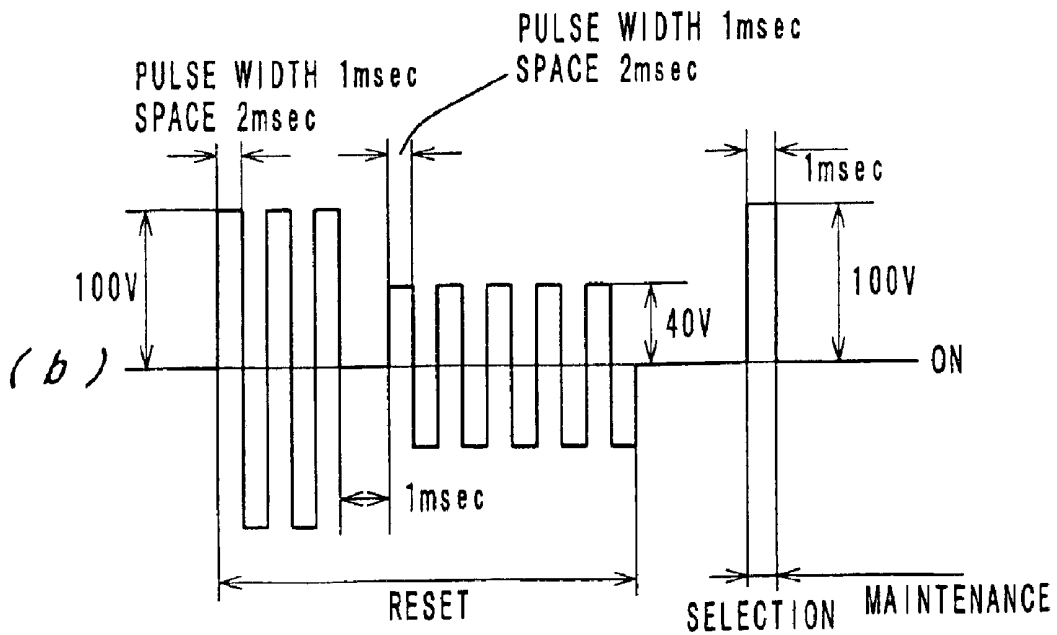 PULSE WIDTH 1msec
SPACE 2msec
PULSE WIDTH 1msec
SPACE 2msec
1msec
100V
40V
100V
(b)
ON
1msec
RESET
SELECTION
MAINTENANCE